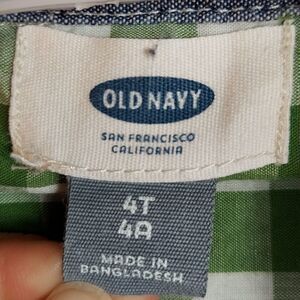 OLD NAVY
SAN FRANCISCO
CALIFORNIA
4T
4A
MADE IN
BANGLADESH